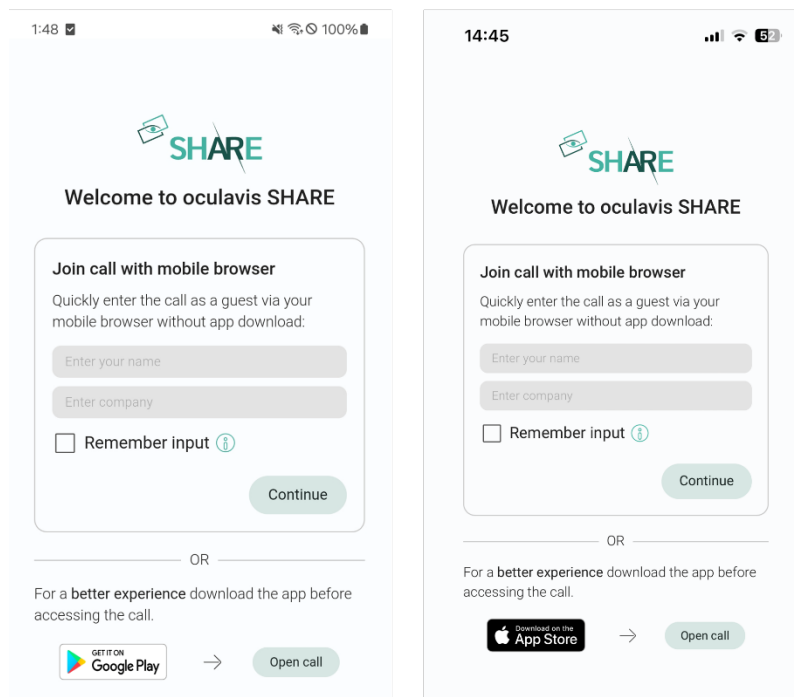 1:48
100%
SHARE
Welcome to oculavis SHARE
Join call with mobile browser
Quickly enter the call as a guest via your
mobile browser without app download:
Enter your name
Enter company
Remember input
Continue
OR
For a better experience download the app before
accessing the call.
GET IT ON
Google Play
Open call
14:45
52
SHARE
Welcome to oculavis SHARE
Join call with mobile browser
Quickly enter the call as a guest via your
mobile browser without app download:
Enter your name
Enter company
Remember input
Continue
OR
For a better experience download the app before
accessing the call.
Download on the
App Store
Open call